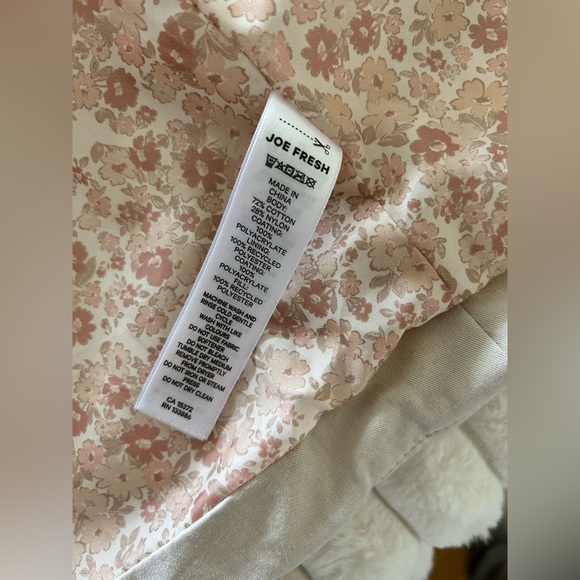 JOE FRESH
MADE IN
CHINA
BODY:
72% COTTON
28% NYLON
COATING:
100%
POLYACRYLATE
LINING:
100% RECYCLED
POLYESTER
COATING:
100%
POLYACRYLATE
FILL:
100% RECYCLED
POLYESTER
MACHINE WASH AND
RINSE COLD GENTLE
CYCLE
WASH WITH LIKE
COLOURS
DO NOT USE FABRIC
SOFTENER
DO NOT BLEACH
TUMBLE DRY MEDIUM
REMOVE PROMPTLY
FROM DRYER
DO NOT IRON OR STEAM
PRESS
DO NOT DRY CLEAN
CA 15372
RN 133886